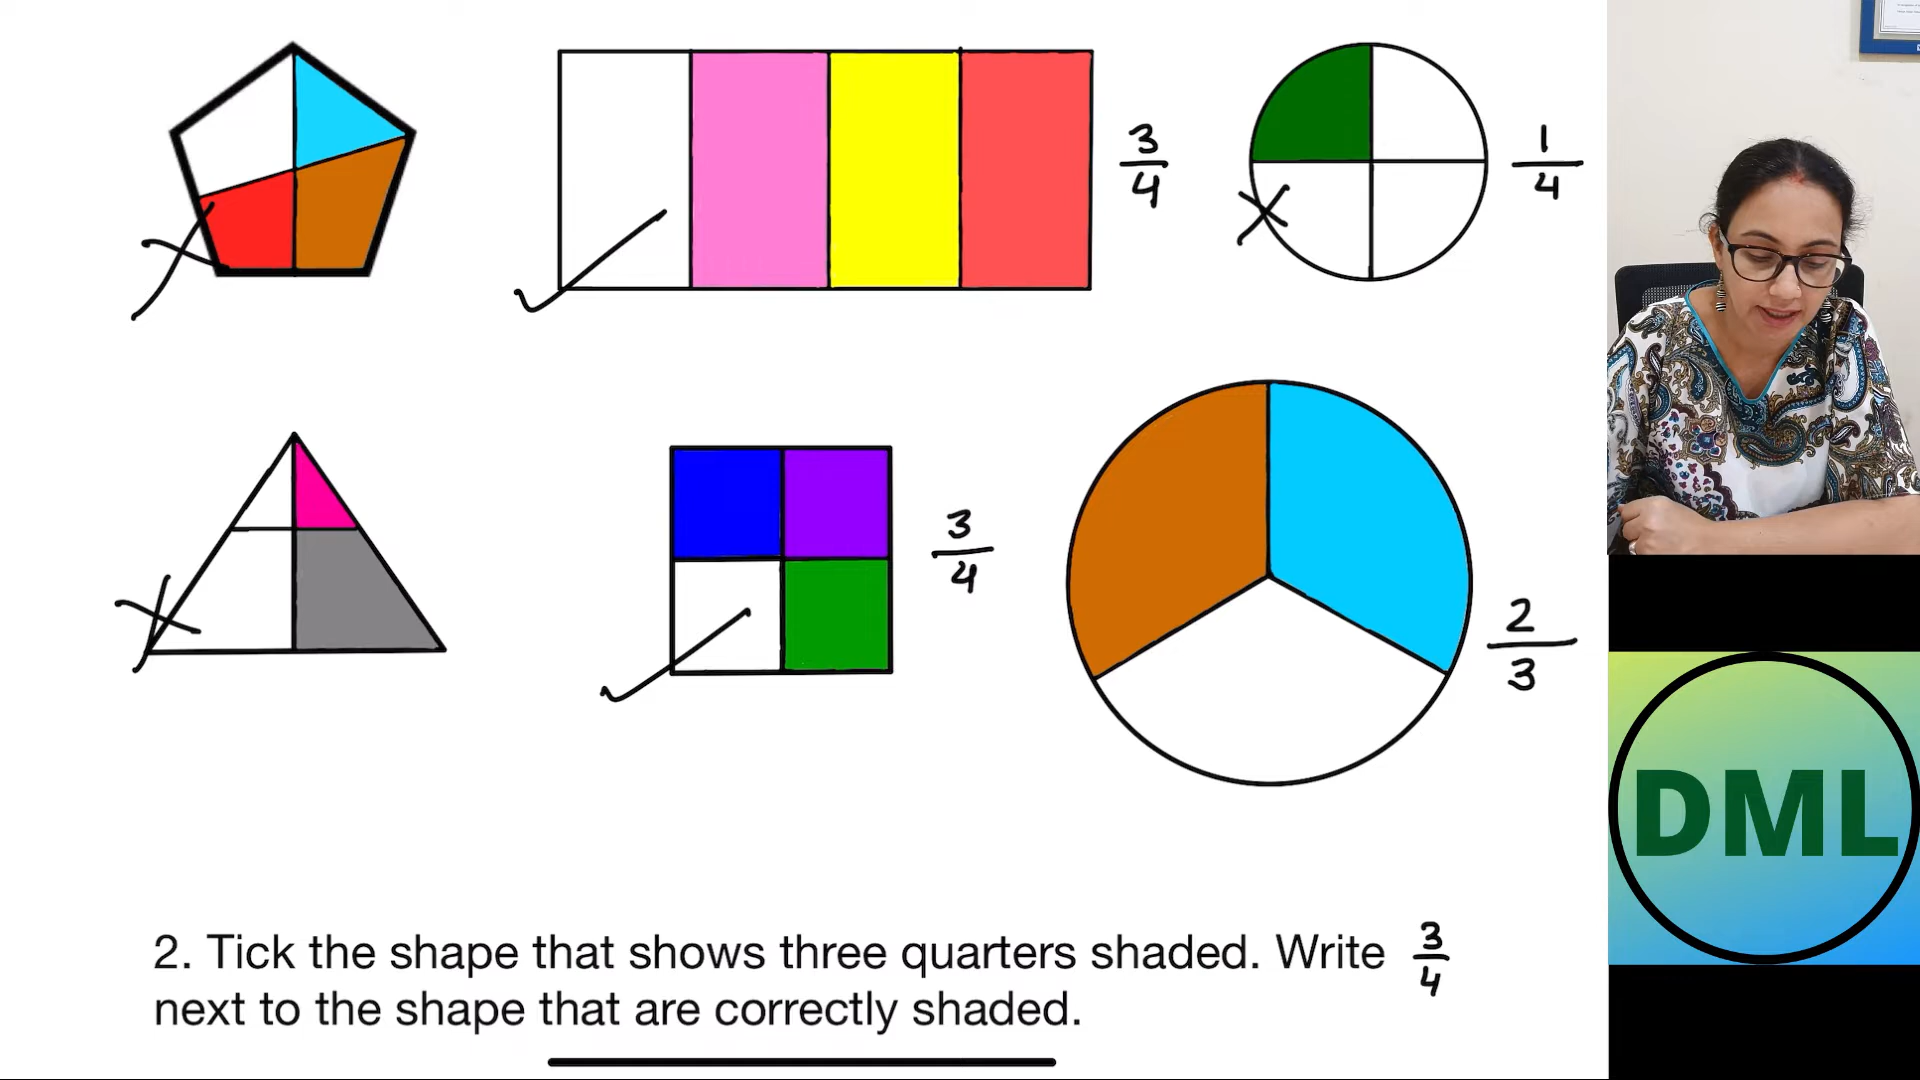 3
4
1
4
3
4
2
3
2. Tick the shape that shows three quarters shaded. Write 3/4
next to the shape that are correctly shaded.
DML